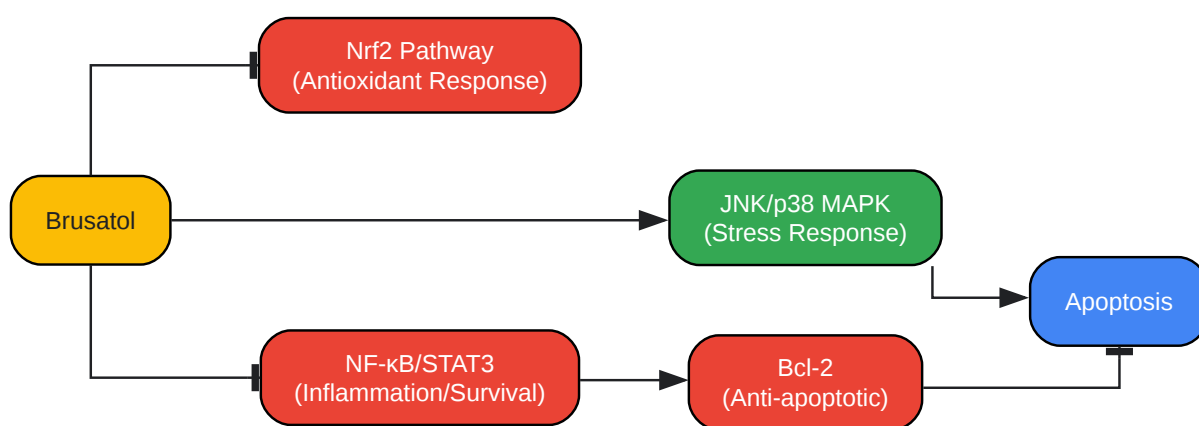 Nrf2 Pathway
(Antioxidant Response)
Brusatol
JNK/p38 MAPK
(Stress Response)
Apoptosis
NF-κB/STAT3
(Inflammation/Survival)
Bcl-2
(Anti-apoptotic)